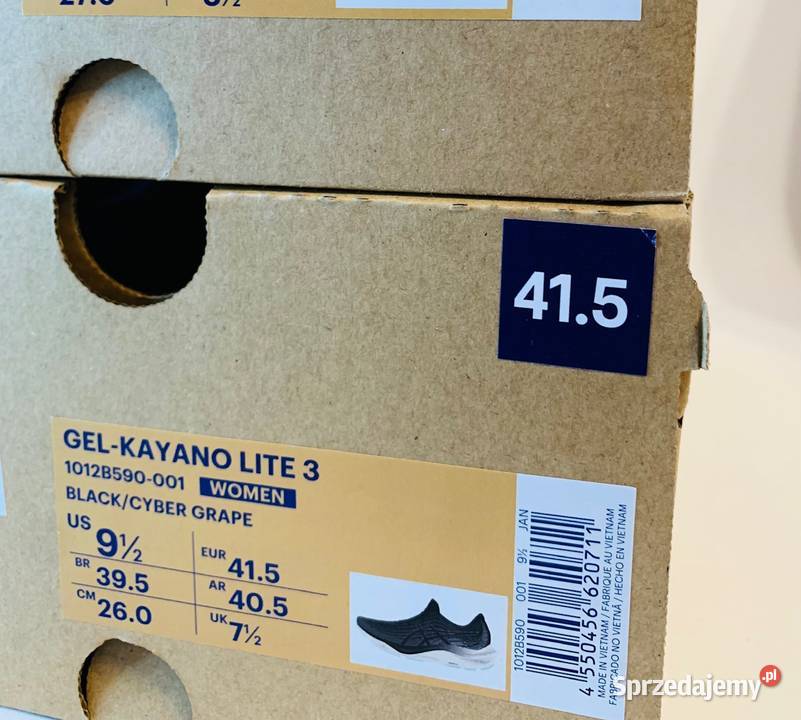 41.5
GEL-KAYANO LITE 3
1012B590-001 WOMEN
BLACK/CYBER GRAPE
US 9½
EUR 41.5
BR 39.5
AR 40.5
CM 26.0
UK 7½
1012B590 001 9½ JAN
4 550456 620711
MADE IN VIETNAM / FABRIQUE AU VIETNAM
FABRICADO NO VIETNÃ / HECHO EN VIETNAM
Sprzedajemy.pl